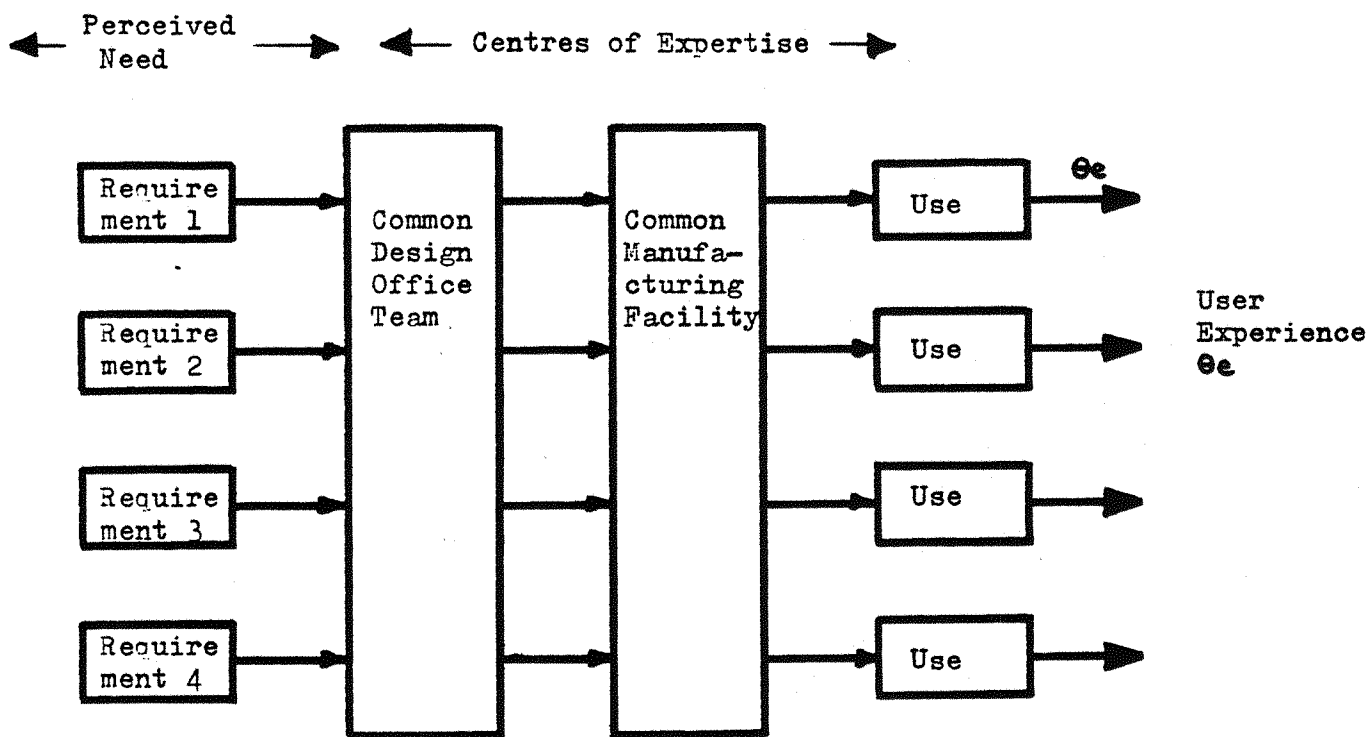 Perceived
Need
Centres of Expertise
Require
ment 1
Require
ment 2
Require
ment 3
Require
ment 4
Common
Design
Office
Team
Common
Manufa-
cturing
Facility
Use
Use
Use
Use
θe
User
Experience
θe